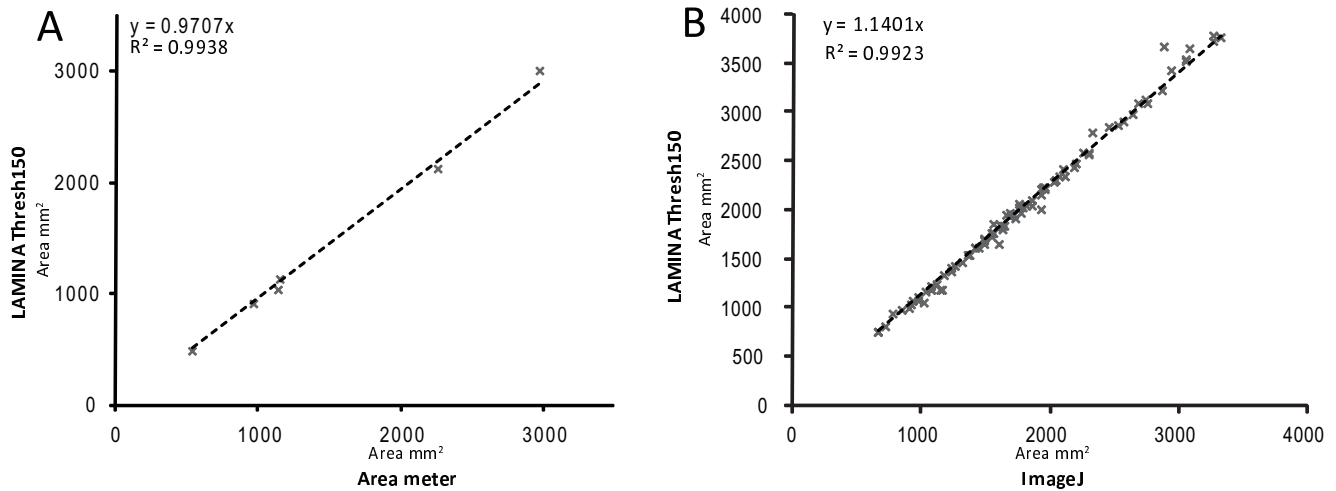 A
y = 0.9707x
R² = 0.9938
LAMINA Thresh150
Area mm²
3000
2000
1000
0
0 1000 2000 3000
Area mm²
Area meter
B
y = 1.1401x
R² = 0.9923
LAMINA Thresh150
Area mm²
4000
3500
3000
2500
2000
1500
1000
500
0
0 1000 2000 3000 4000
Area mm²
ImageJ